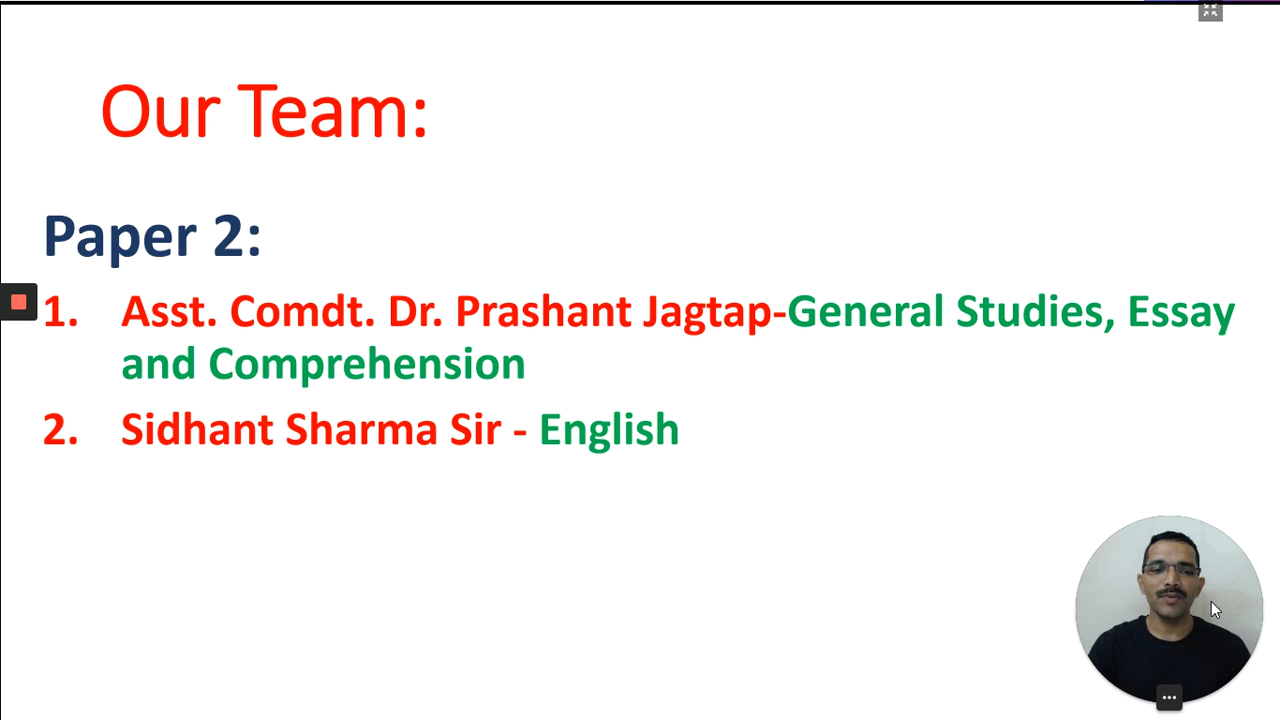 Our Team:
Paper 2:
1. Asst. Comdt. Dr. Prashant Jagtap-General Studies, Essay
and Comprehension
2. Sidhant Sharma Sir - English